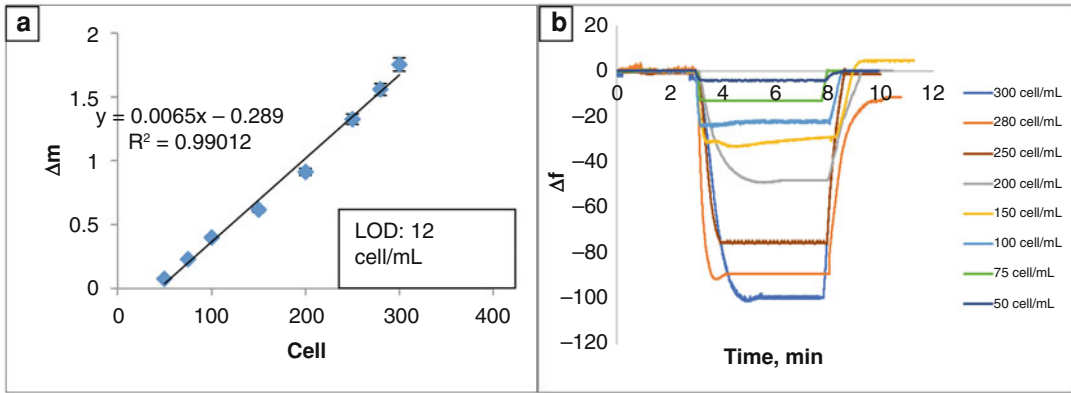 a
2
1.5
1
0.5
0
0
100
200
300
400
Δm
Cell
y = 0.0065x – 0.289
R² = 0.99012
LOD: 12
cell/mL
b
20
0
–20
–40
–60
–80
–100
–120
0
2
4
6
8
10
12
Δf
Time, min
300 cell/mL
280 cell/mL
250 cell/mL
200 cell/mL
150 cell/mL
100 cell/mL
75 cell/mL
50 cell/mL